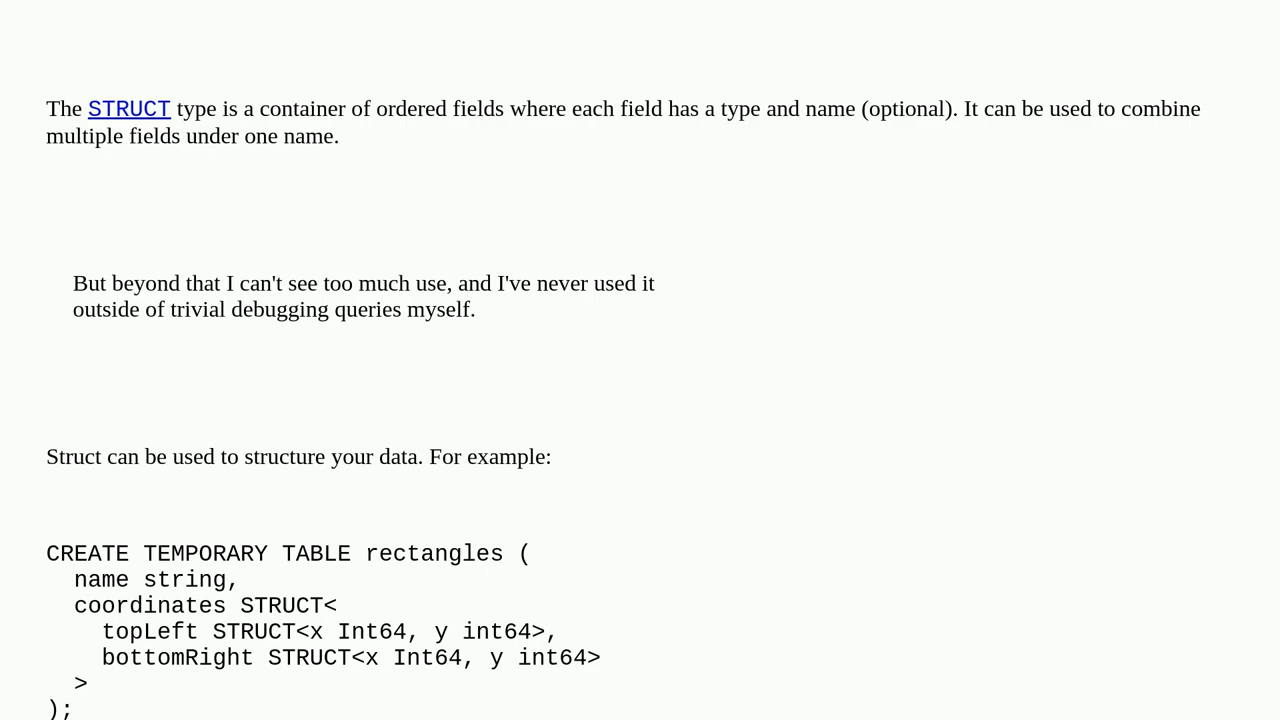 The STRUCT type is a container of ordered fields where each field has a type and name (optional). It can be used to combine
multiple fields under one name.
But beyond that I can't see too much use, and I've never used it
outside of trivial debugging queries myself.
Struct can be used to structure your data. For example:
CREATE TEMPORARY TABLE rectangles (
  name string,
  coordinates STRUCT<
    topLeft STRUCT<x Int64, y int64>,
    bottomRight STRUCT<x Int64, y int64>
  >
);